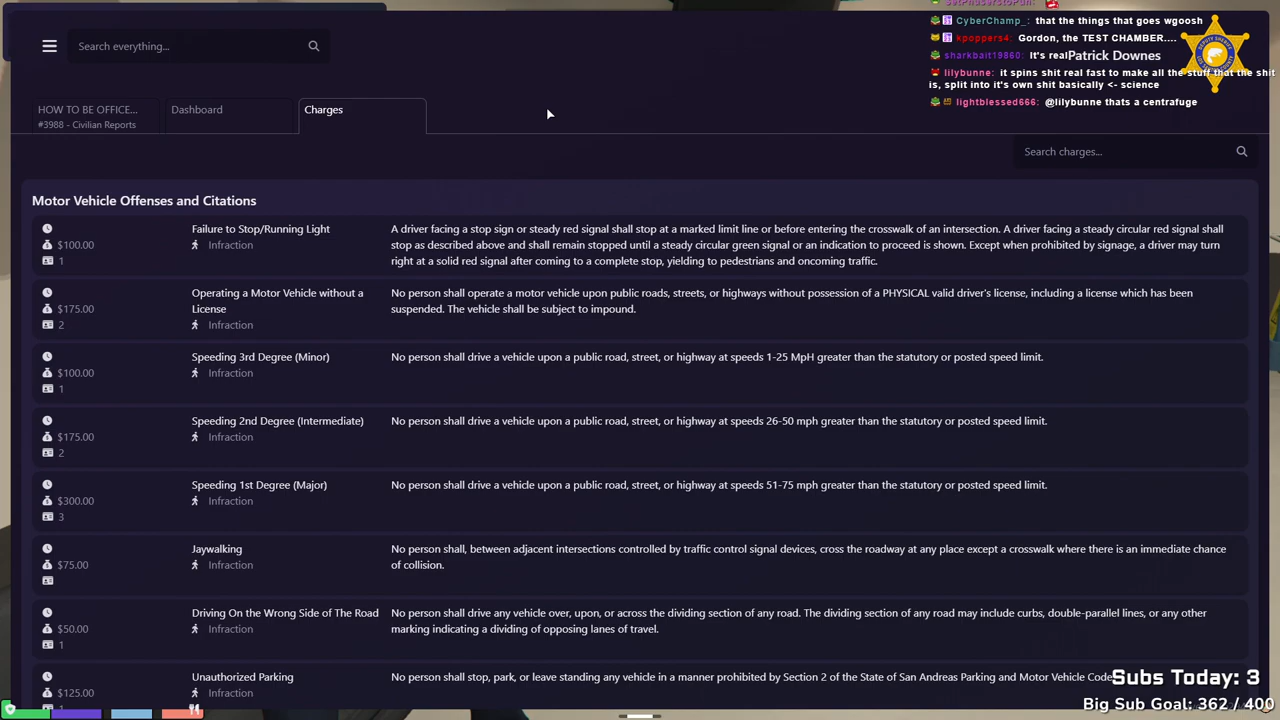 Search everything...
CyberChamp_: that the things that goes wgoosh
kpoppers4: Gordon, the TEST CHAMBER....
sharkbait19860: It's real
Patrick Downes
lilybunne: it spins shit real fast to make all the stuff that the shit
is, split into it's own shit basically <- science
lightblessed666: @lilybunne thats a centrafuge
HOW TO BE OFFICE...
#3988 - Civilian Reports
Dashboard
Charges
Search charges...
Motor Vehicle Offenses and Citations
Failure to Stop/Running Light
$100.00
Infraction
1
A driver facing a stop sign or steady red signal shall stop at a marked limit line or before entering the crosswalk of an intersection. A driver facing a steady circular red signal shall
stop as described above and shall remain stopped until a steady circular green signal or an indication to proceed is shown. Except when prohibited by signage, a driver may turn
right at a solid red signal after coming to a complete stop, yielding to pedestrians and oncoming traffic.
Operating a Motor Vehicle without a
License
$175.00
Infraction
2
No person shall operate a motor vehicle upon public roads, streets, or highways without possession of a PHYSICAL valid driver's license, including a license which has been
suspended. The vehicle shall be subject to impound.
Speeding 3rd Degree (Minor)
$100.00
Infraction
1
No person shall drive a vehicle upon a public road, street, or highway at speeds 1-25 MpH greater than the statutory or posted speed limit.
Speeding 2nd Degree (Intermediate)
$175.00
Infraction
2
No person shall drive a vehicle upon a public road, street, or highway at speeds 26-50 mph greater than the statutory or posted speed limit.
Speeding 1st Degree (Major)
$300.00
Infraction
3
No person shall drive a vehicle upon a public road, street, or highway at speeds 51-75 mph greater than the statutory or posted speed limit.
Jaywalking
$75.00
Infraction
No person shall, between adjacent intersections controlled by traffic control signal devices, cross the roadway at any place except a crosswalk where there is an immediate chance
of collision.
Driving On the Wrong Side of The Road
$50.00
Infraction
1
No person shall drive any vehicle over, upon, or across the dividing section of any road. The dividing section of any road may include curbs, double-parallel lines, or any other
marking indicating a dividing of opposing lanes of travel.
Unauthorized Parking
$125.00
Infraction
No person shall stop, park, or leave standing any vehicle in a manner prohibited by Section 2 of the State of San Andreas Parking and Motor Vehicle Code
Subs Today: 3
Big Sub Goal: 362 / 400